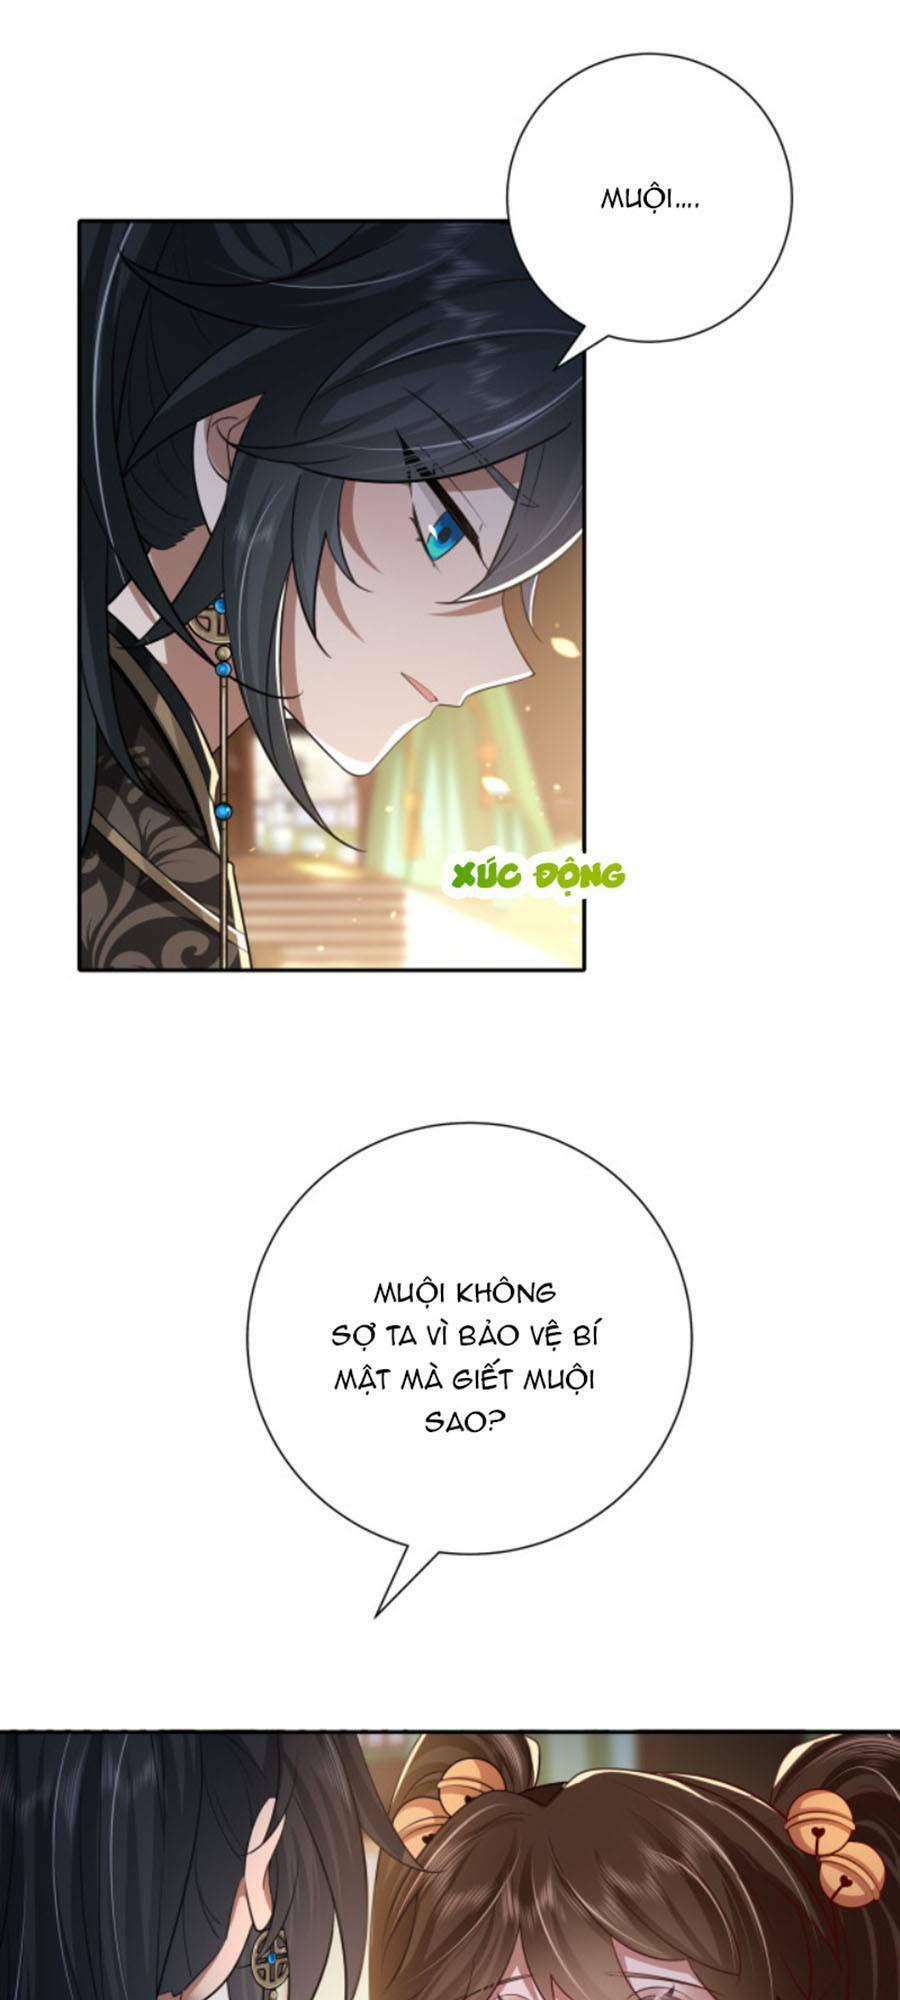 MUỘI....
XÚC ĐỘNG
MUỘI KHÔNG
SỢ TA VÌ BẢO VỆ BÍ
MẬT MÀ GIẾT MUỘI
SAO?